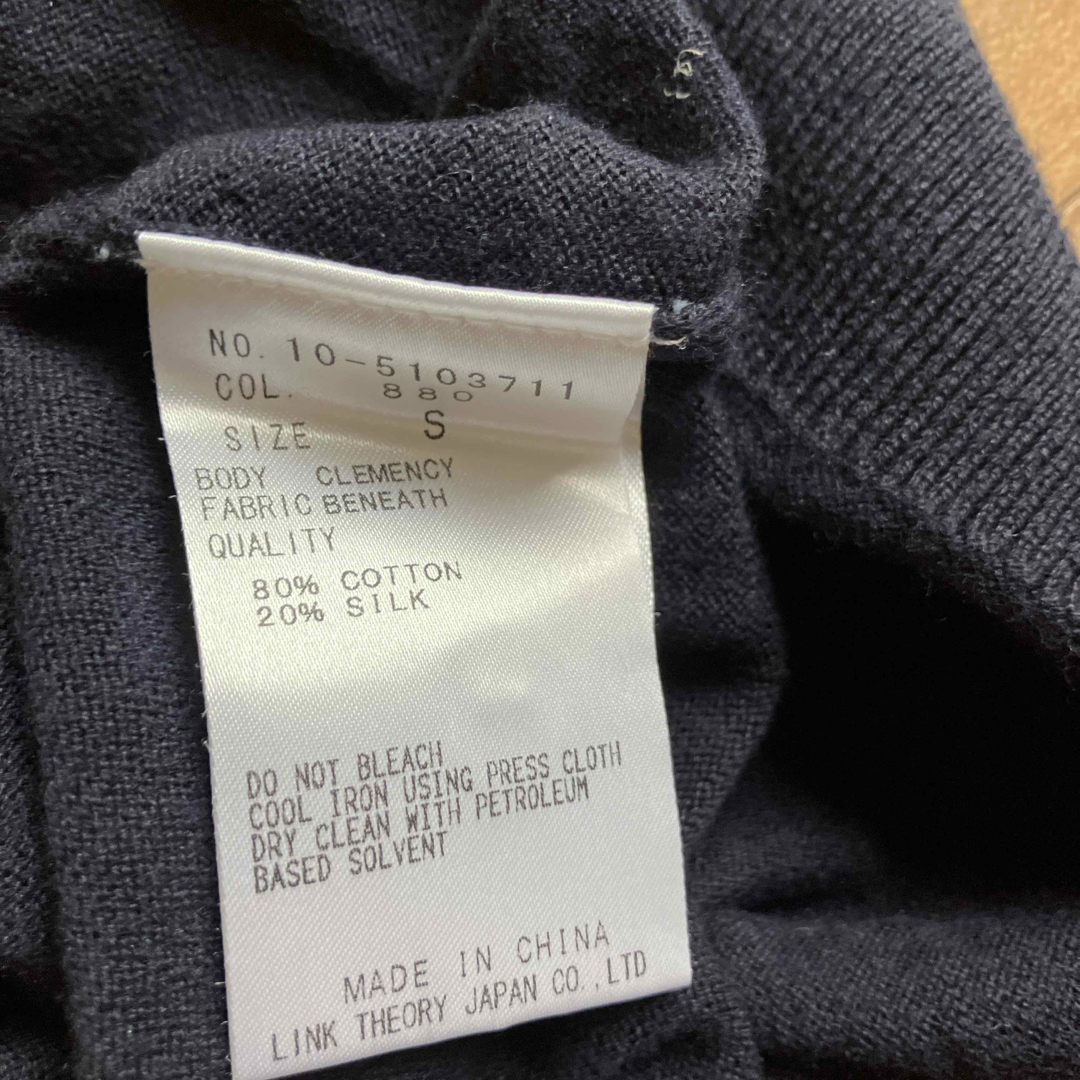 NO. 10-5103711
COL. 880
SIZE S
BODY CLEMENCY
FABRIC BENEATH
QUALITY
80% COTTON
20% SILK
DO NOT BLEACH
COOL IRON USING PRESS CLOTH
DRY CLEAN WITH PETROLEUM
BASED SOLVENT
MADE IN CHINA
LINK THEORY JAPAN CO.,LTD